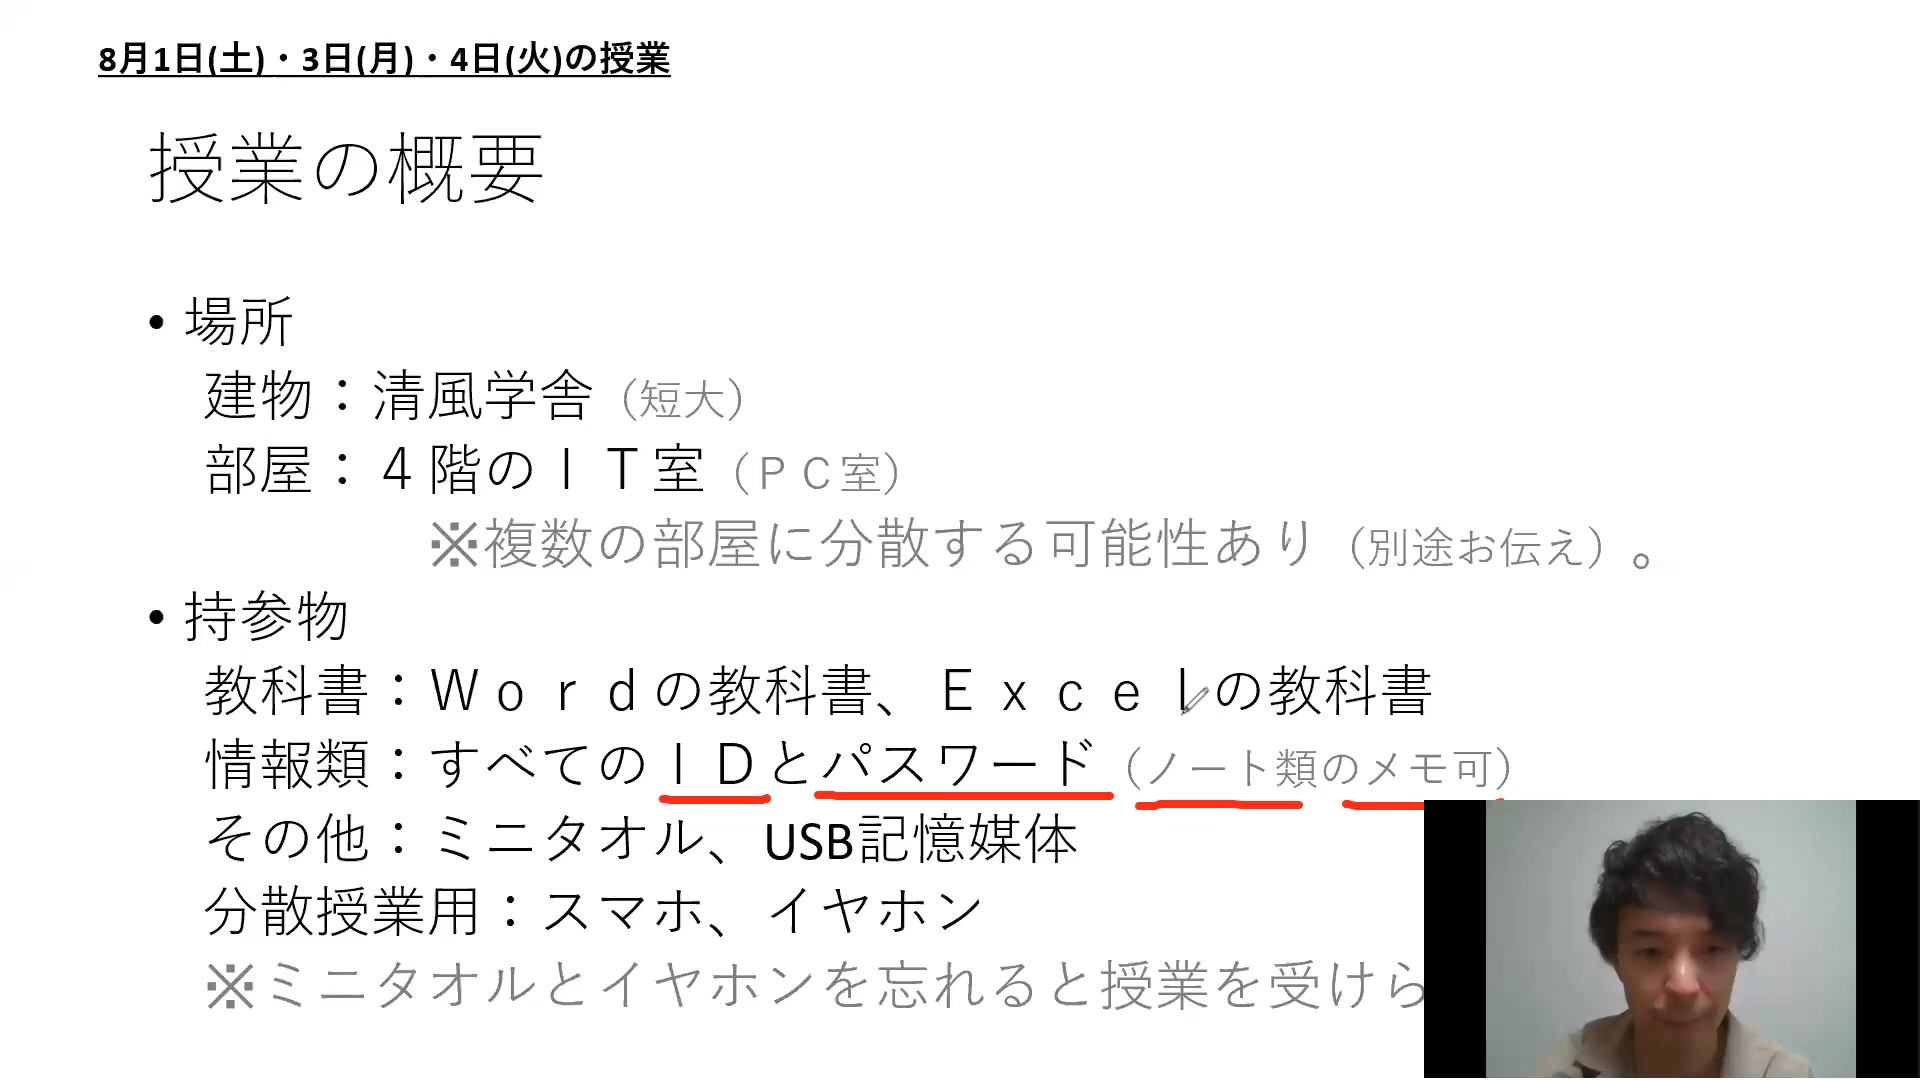 8月1日(土)・3日(月)・4日(火)の授業
授業の概要
• 場所
建物：清風学舎（短大）
部屋：４階のＩＴ室（ＰＣ室）
※複数の部屋に分散する可能性あり（別途お伝え）。
• 持参物
教科書：Ｗｏｒｄの教科書、Ｅｘｃｅｌの教科書
情報類：すべてのＩＤとパスワード（ノート類のメモ可）
その他：ミニタオル、USB記憶媒体
分散授業用：スマホ、イヤホン
※ミニタオルとイヤホンを忘れると授業を受けら